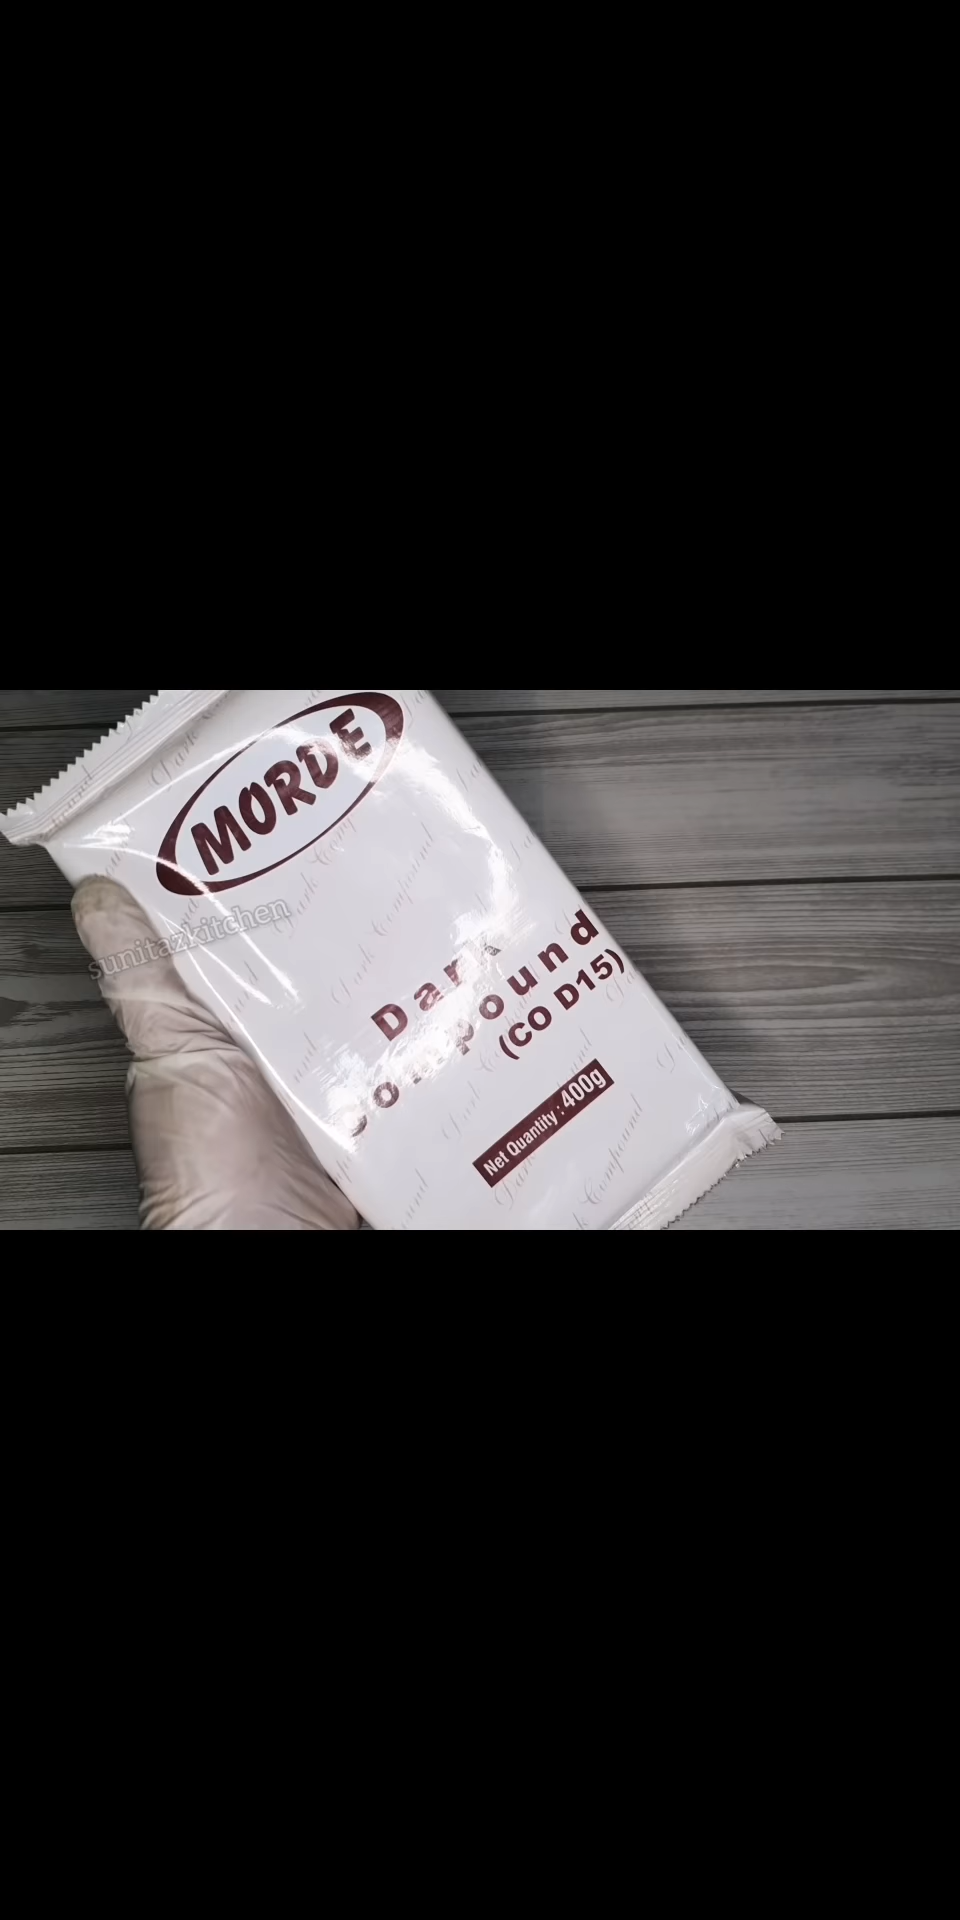 MORDE
sunitazkitchen
Dark
Compound
(CO D15)
Net Quantity : 400g